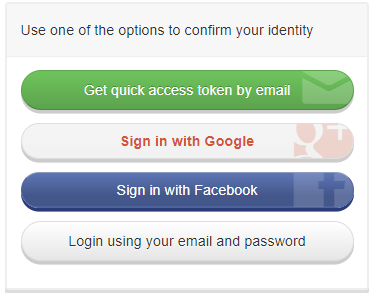 Use one of the options to confirm your identity
Get quick access token by email
Sign in with Google
Sign in with Facebook
Login using your email and password